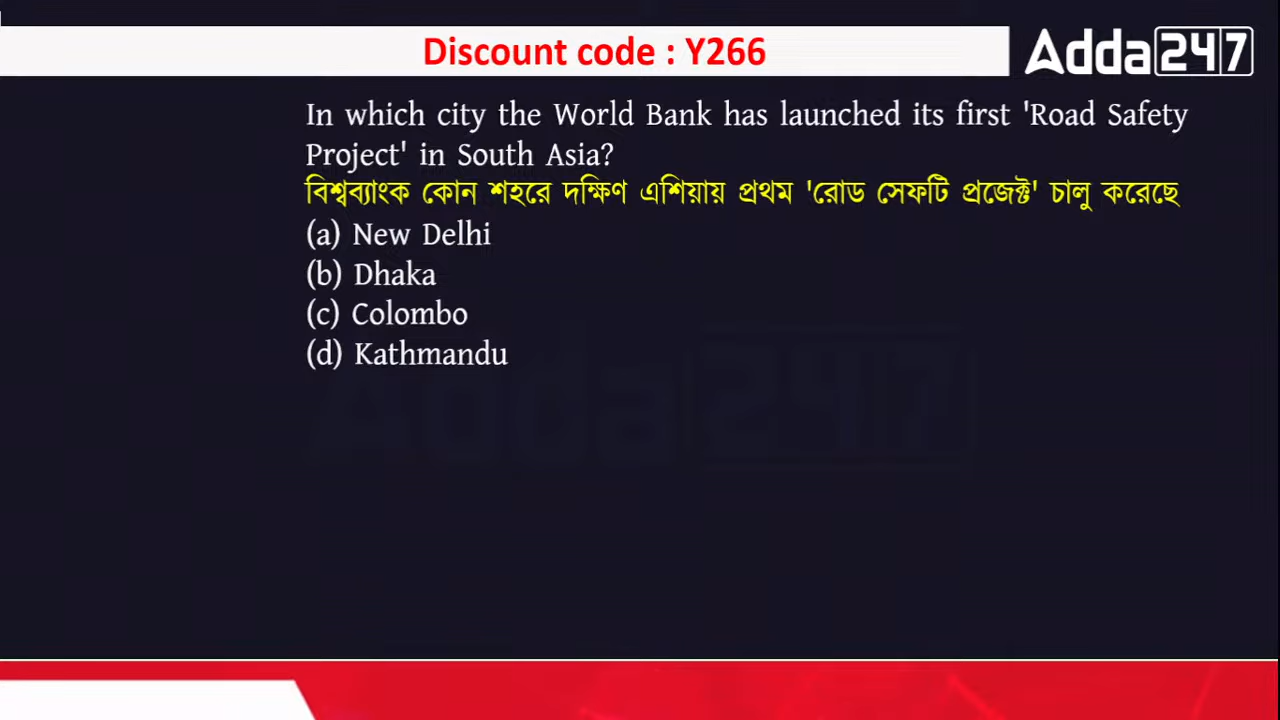 Discount code : Y266
Adda247
In which city the World Bank has launched its first 'Road Safety
Project' in South Asia?
বিশ্বব্যাংক কোন শহরে দক্ষিণ এশিয়ায় প্রথম 'রোড সেফটি প্রজেক্ট' চালু করেছে
(a) New Delhi
(b) Dhaka
(c) Colombo
(d) Kathmandu
Adda247